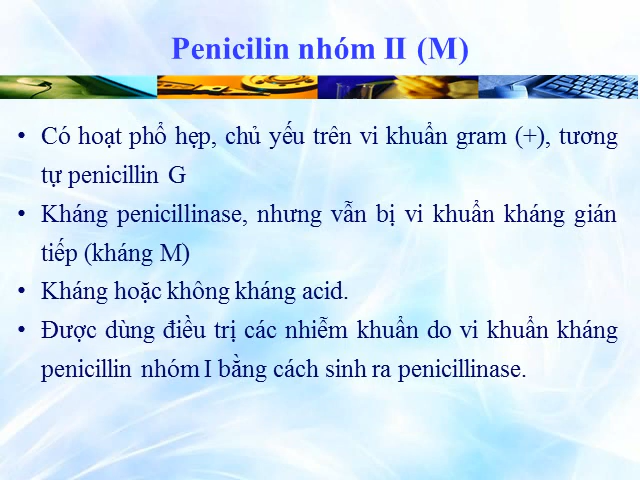 Penicilin nhóm II (M)
• Có hoạt phổ hẹp, chủ yếu trên vi khuẩn gram (+), tương
tự penicillin G
• Kháng penicillinase, nhưng vẫn bị vi khuẩn kháng gián
tiếp (kháng M)
• Kháng hoặc không kháng acid.
• Được dùng điều trị các nhiễm khuẩn do vi khuẩn kháng
penicillin nhóm I bằng cách sinh ra penicillinase.